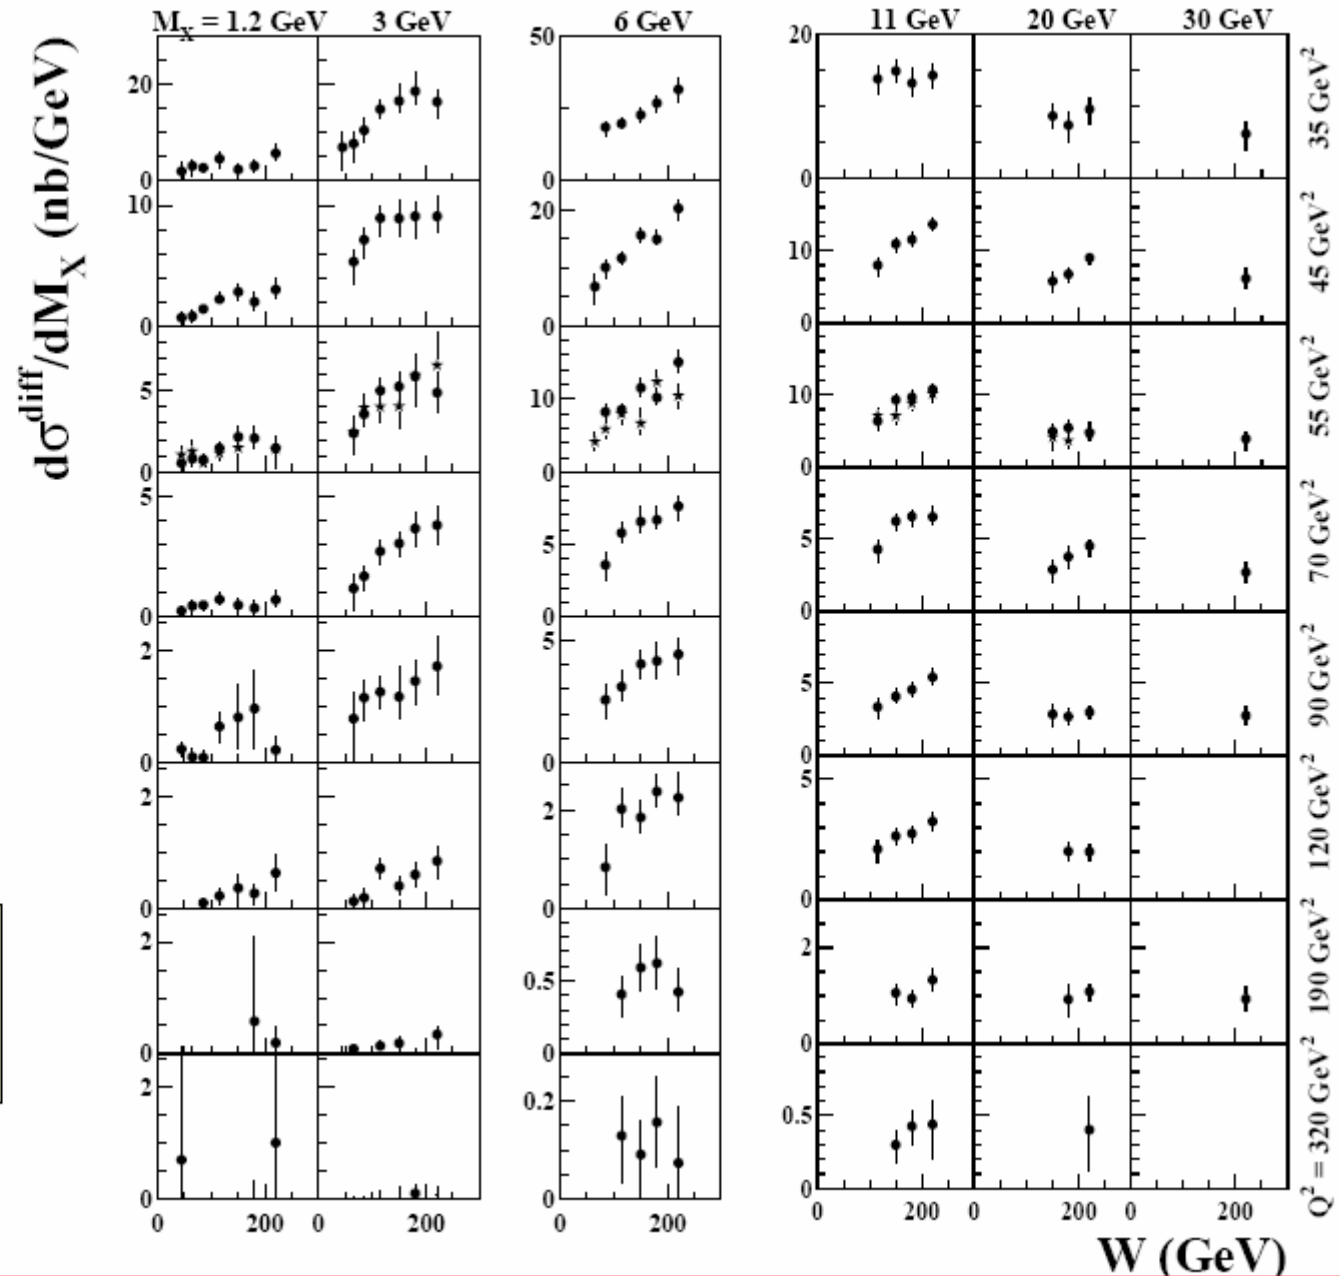 M_X = 1.2 GeV 3 GeV 6 GeV 11 GeV 20 GeV 30 GeV
dσ^diff/dM_X (nb/GeV)
20 50 20 35 GeV²
0 0 0
10 20 10 45 GeV²
0 0 0
5 10 10 55 GeV²
0 0 0
5 5 5 70 GeV²
0 0 0
2 5 5 90 GeV²
0 0 0
2 2 5 120 GeV²
0 0 0
2 0.5 2 190 GeV²
0 0 0
2 0.2 0.5 Q² = 320 GeV²
0 0 0
0 200 0 200 0 200 0 200 0 200 0 200
W (GeV)